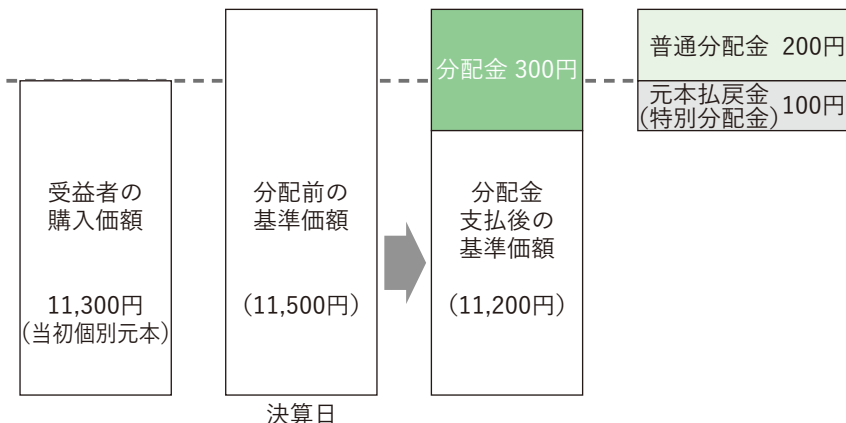 受益者の
購入価額
11,300円
(当初個別元本)
分配前の
基準価額
(11,500円)
決算日
分配金 300円
分配金
支払後の
基準価額
(11,200円)
普通分配金 200円
元本払戻金
(特別分配金) 100円